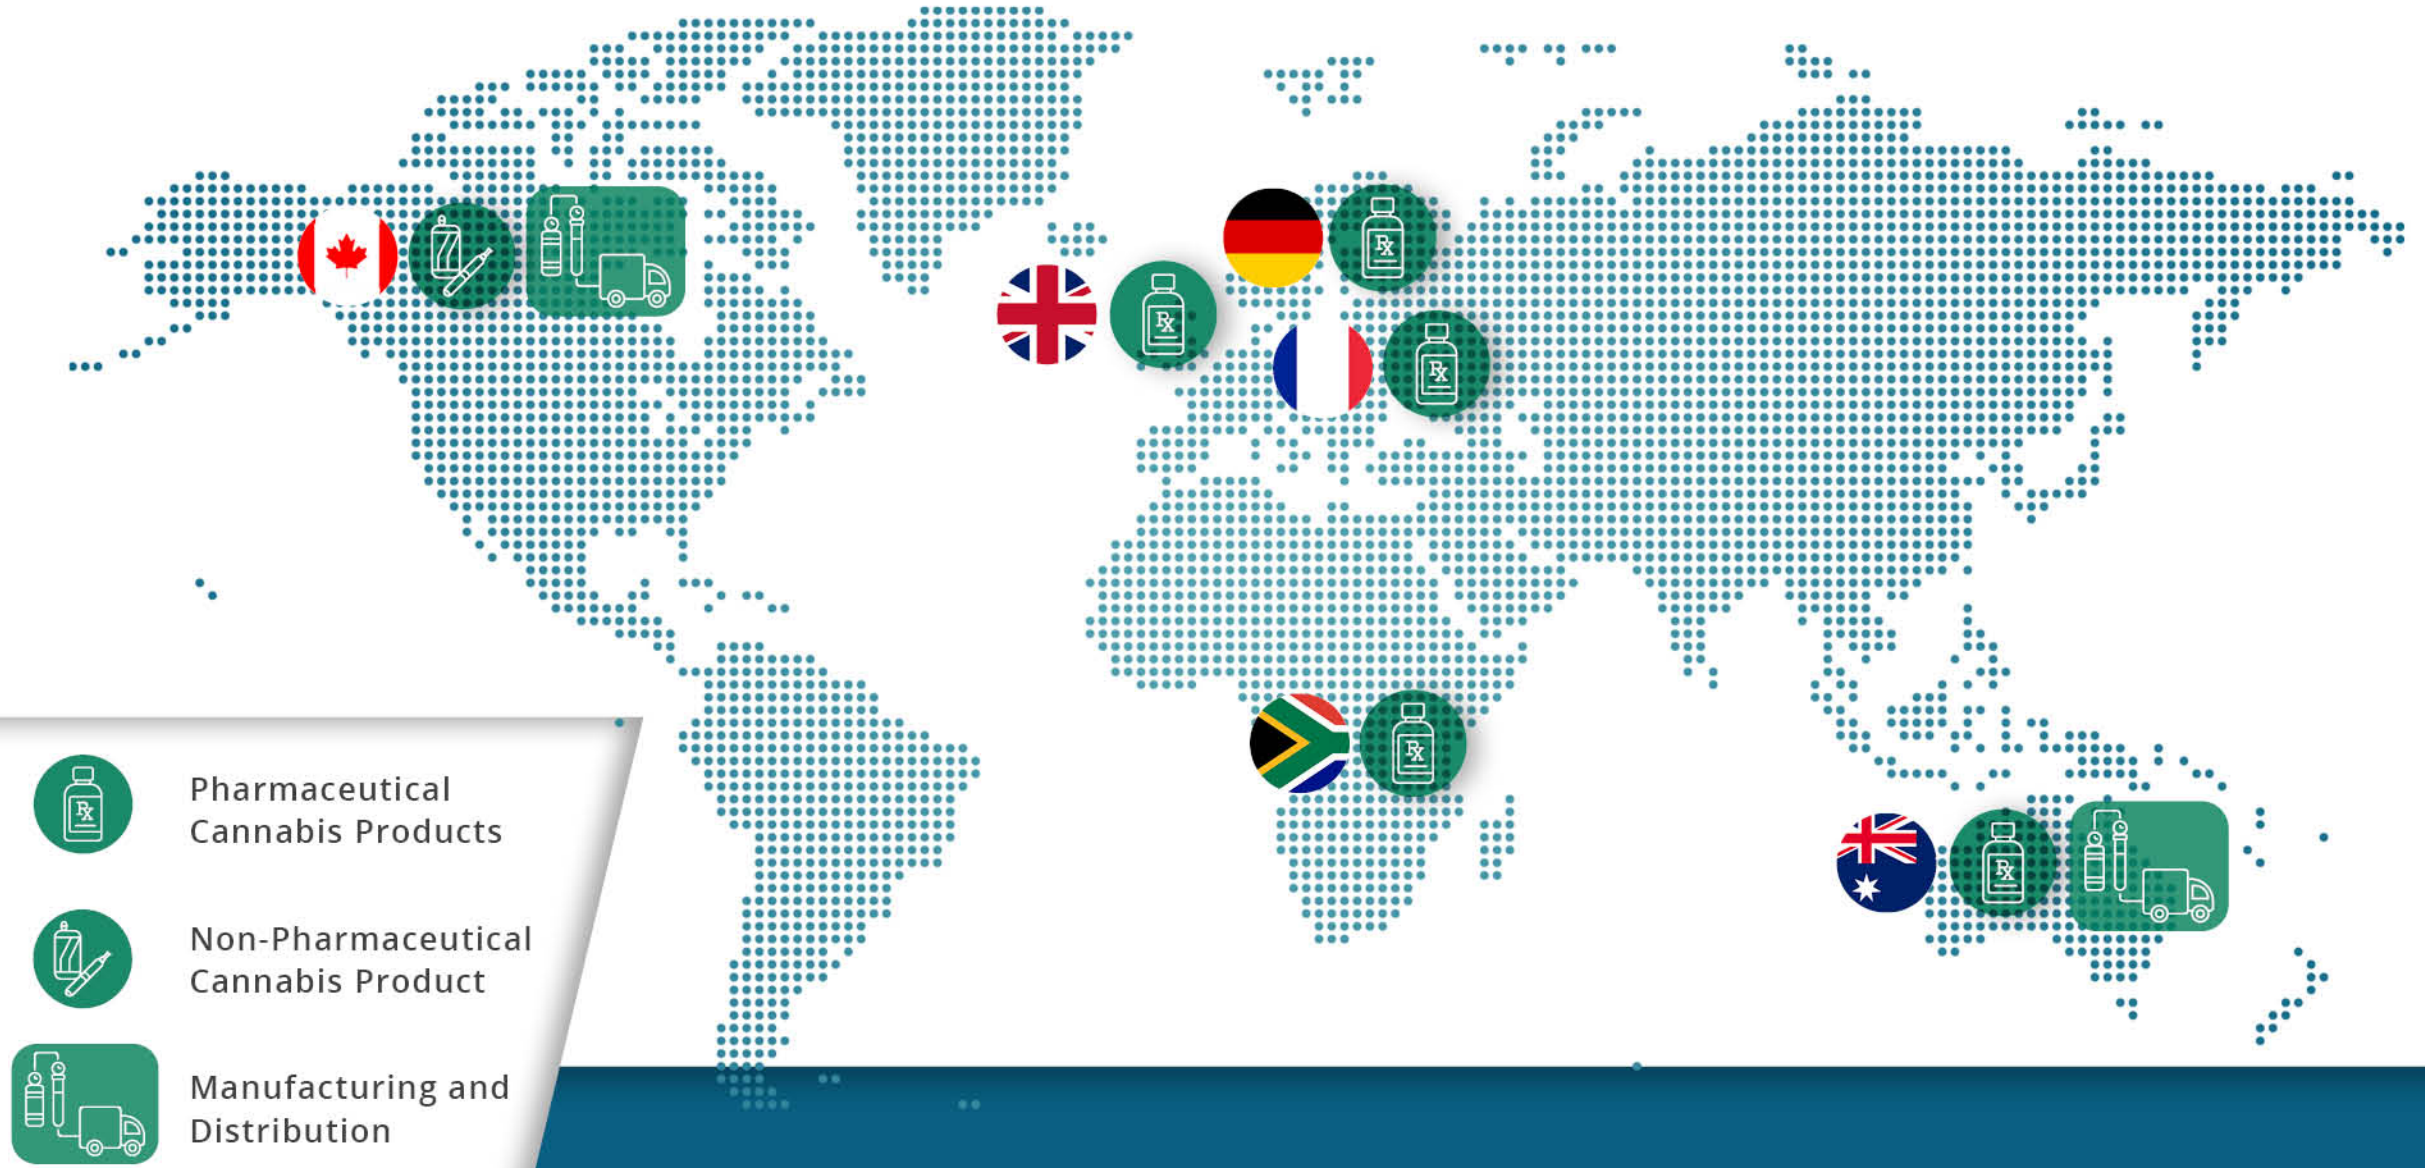 Pharmaceutical
Cannabis Products
Non-Pharmaceutical
Cannabis Product
Manufacturing and
Distribution